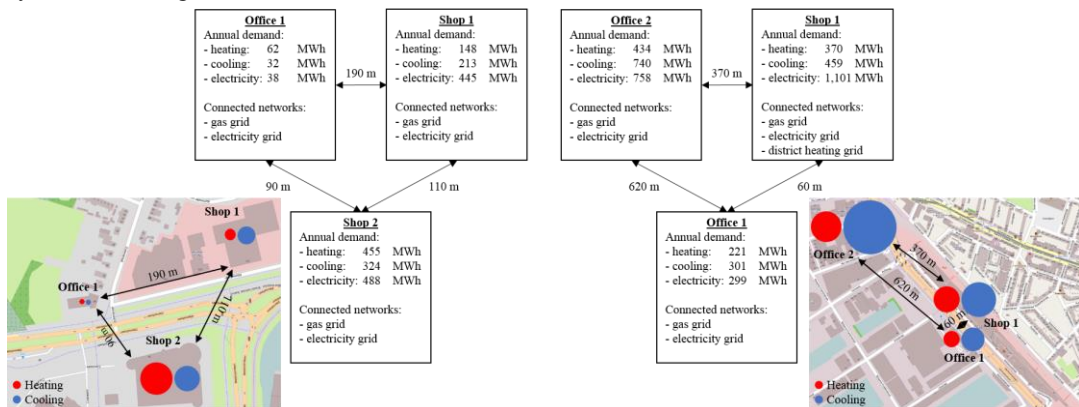 Office 1
Annual demand:
- heating: 62 MWh
- cooling: 32 MWh
- electricity: 38 MWh
Connected networks:
- gas grid
- electricity grid
190 m
Shop 1
Annual demand:
- heating: 148 MWh
- cooling: 213 MWh
- electricity: 445 MWh
Connected networks:
- gas grid
- electricity grid
Office 2
Annual demand:
- heating: 434 MWh
- cooling: 740 MWh
- electricity: 758 MWh
Connected networks:
- gas grid
- electricity grid
370 m
Shop 1
Annual demand:
- heating: 370 MWh
- cooling: 459 MWh
- electricity: 1,101 MWh
Connected networks:
- gas grid
- electricity grid
- district heating grid
90 m
110 m
620 m
60 m
Shop 2
Annual demand:
- heating: 455 MWh
- cooling: 324 MWh
- electricity: 488 MWh
Connected networks:
- gas grid
- electricity grid
Office 1
Annual demand:
- heating: 221 MWh
- cooling: 301 MWh
- electricity: 299 MWh
Connected networks:
- gas grid
- electricity grid
Shop 1
190 m
Office 1
110 m
90 m
Shop 2
Heating
Cooling
Office 2
370 m
620 m
60 m
Shop 1
Office 1
Heating
Cooling